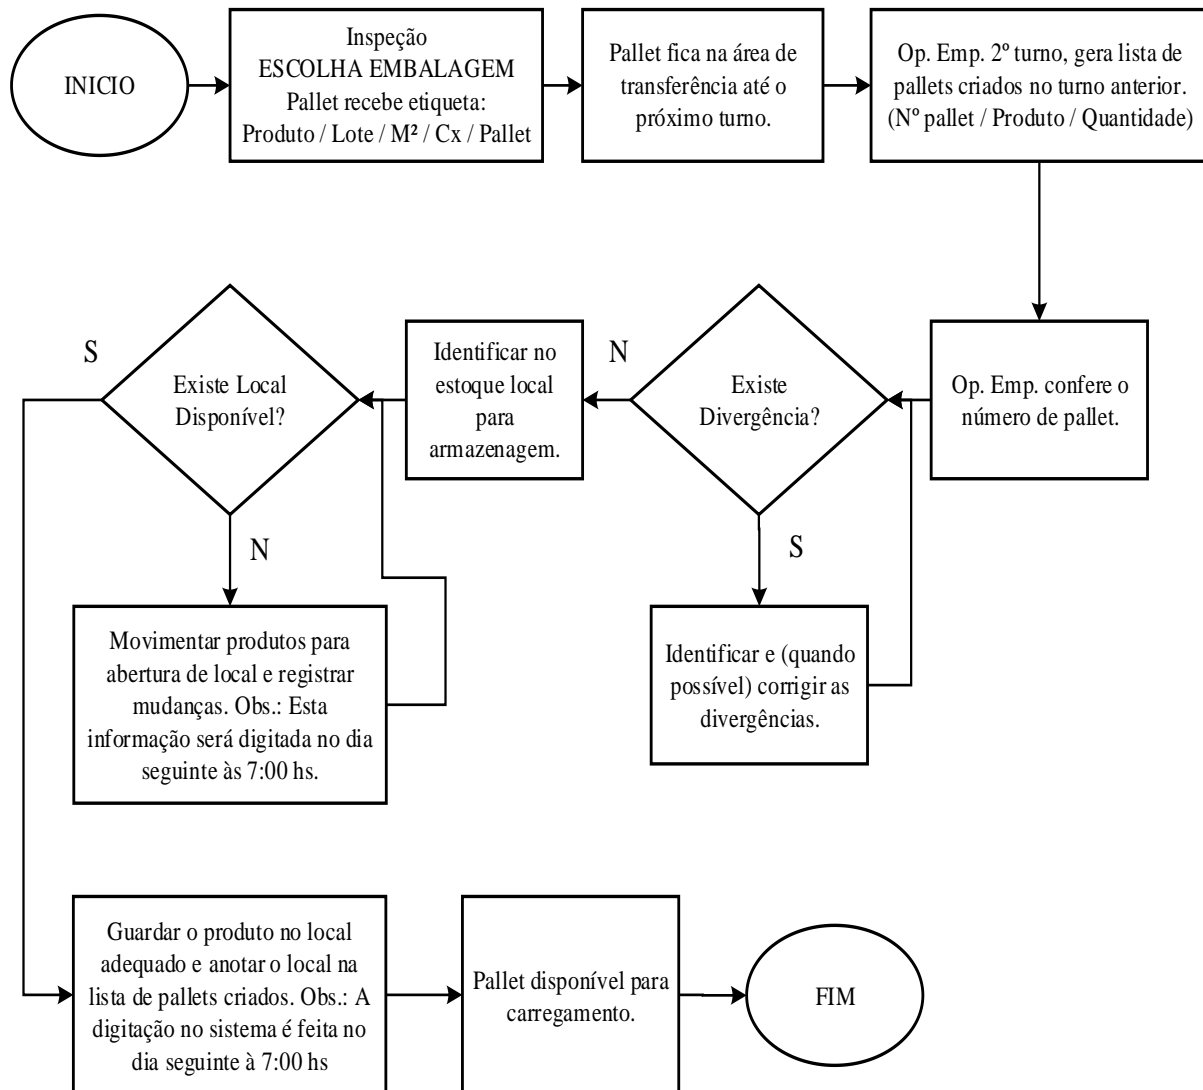 INICIO
Inspeção
ESCOLHA EMBALAGEM
Pallet recebe etiqueta:
Produto / Lote / M² / Cx / Pallet
Pallet fica na área de
transferência até o
próximo turno.
Op. Emp. 2º turno, gera lista de
pallets criados no turno anterior.
(Nº pallet / Produto / Quantidade)
Op. Emp. confere o
número de pallet.
Existe
Divergência?
N
S
Identificar e (quando
possível) corrigir as
divergências.
Identificar no
estoque local
para
armazenagem.
Existe Local
Disponível?
S
N
Movimentar produtos para
abertura de local e registrar
mudanças. Obs.: Esta
informação será digitada no dia
seguinte às 7:00 hs.
Guardar o produto no local
adequado e anotar o local na
lista de pallets criados. Obs.: A
digitação no sistema é feita no
dia seguinte à 7:00 hs
Pallet disponível para
carregamento.
FIM